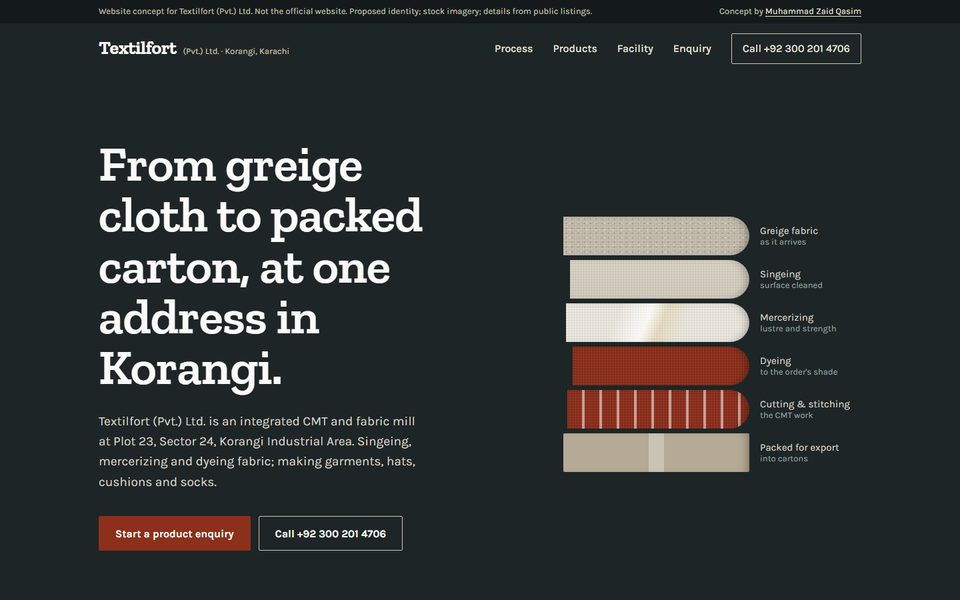 Website concept for Textilfort (Pvt.) Ltd. Not the official website. Proposed identity; stock imagery; details from public listings.
Concept by Muhammad Zaid Qasim
Textilfort (Pvt.) Ltd. · Korangi, Karachi
Process Products Facility Enquiry Call +92 300 201 4706
From greige
cloth to packed
carton, at one
address in
Korangi.
Textilfort (Pvt.) Ltd. is an integrated CMT and fabric mill
at Plot 23, Sector 24, Korangi Industrial Area. Singeing,
mercerizing and dyeing fabric; making garments, hats,
cushions and socks.
Start a product enquiry Call +92 300 201 4706
Greige fabric
as it arrives
Singeing
surface cleaned
Mercerizing
lustre and strength
Dyeing
to the order's shade
Cutting & stitching
the CMT work
Packed for export
into cartons